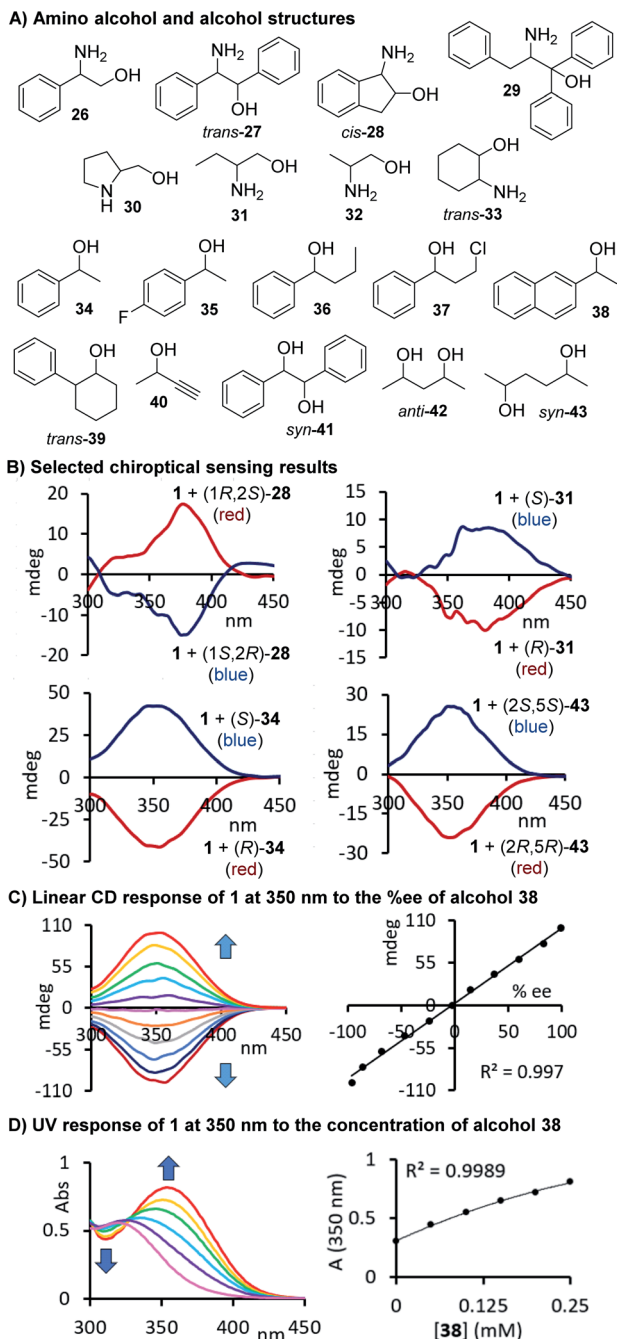 A) Amino alcohol and alcohol structures
NH2
OH
26
NH2
OH
trans-27
NH2
OH
cis-28
NH2
OH
29
N
H
OH
30
OH
NH2
31
OH
NH2
32
OH
NH2
trans-33
OH
34
OH
F
35
OH
36
OH
Cl
37
OH
38
OH
trans-39
OH
40
OH
OH
syn-41
OH OH
anti-42
OH
OH
syn-43
B) Selected chiroptical sensing results
20
10
0
-10
-20
mdeg
300 350 400 450
nm
1 + (1R,2S)-28
(red)
1 + (1S,2R)-28
(blue)
15
10
5
0
-5
-10
-15
mdeg
300 350 400 450
nm
1 + (S)-31
(blue)
1 + (R)-31
(red)
50
25
0
-25
-50
mdeg
300 350 400 450
nm
1 + (S)-34
(blue)
1 + (R)-34
(red)
30
15
0
-15
-30
mdeg
300 350 400 450
nm
1 + (2S,5S)-43
(blue)
1 + (2R,5R)-43
(red)
C) Linear CD response of 1 at 350 nm to the %ee of alcohol 38
110
55
0
-55
-110
mdeg
300 350 400 450
nm
110
55
0
-55
-110
mdeg
-100 -50 0 50 100
% ee
R² = 0.997
D) UV response of 1 at 350 nm to the concentration of alcohol 38
1
0.5
0
Abs
300 350 400 450
nm
1
0.5
0
A (350 nm)
R² = 0.9989
0 0.125 0.25
[38] (mM)